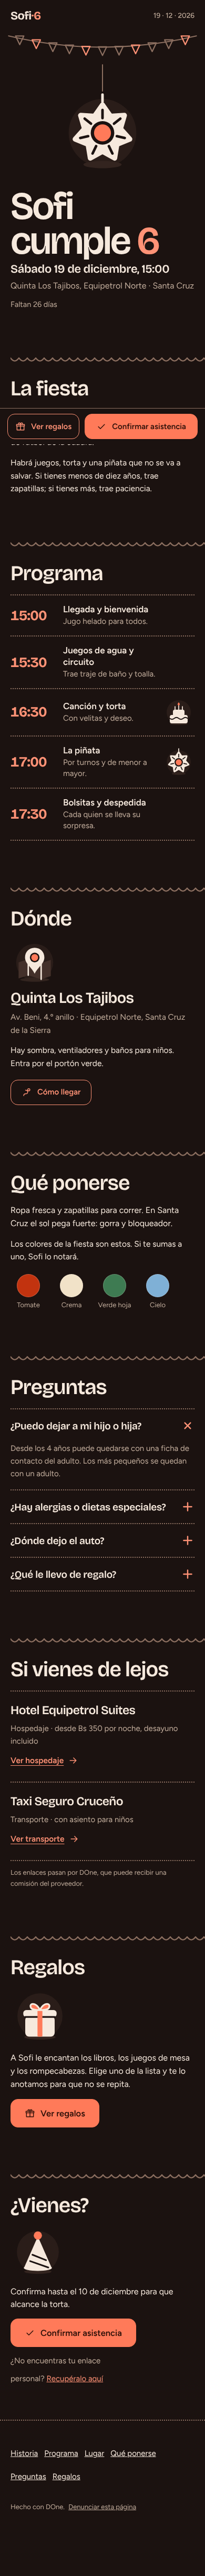 Sofi·6
19 · 12 · 2026
Sofi
cumple 6
Sábado 19 de diciembre, 15:00
Quinta Los Tajibos, Equipetrol Norte · Santa Cruz
Faltan 26 días
La fiesta
Ver regalos
Confirmar asistencia
Habrá juegos, torta y una piñata que no se va a
salvar. Si tienes menos de diez años, trae
zapatillas; si tienes más, trae paciencia.
Programa
15:00
Llegada y bienvenida
Jugo helado para todos.
15:30
Juegos de agua y
circuito
Trae traje de baño y toalla.
16:30
Canción y torta
Con velitas y deseo.
17:00
La piñata
Por turnos y de menor a
mayor.
17:30
Bolsitas y despedida
Cada quien se lleva su
sorpresa.
Dónde
Quinta Los Tajibos
Av. Beni, 4.º anillo · Equipetrol Norte, Santa Cruz
de la Sierra
Hay sombra, ventiladores y baños para niños.
Entra por el portón verde.
Cómo llegar
Qué ponerse
Ropa fresca y zapatillas para correr. En Santa
Cruz el sol pega fuerte: gorra y bloqueador.
Los colores de la fiesta son estos. Si te sumas a
uno, Sofi lo notará.
Tomate
Crema
Verde hoja
Cielo
Preguntas
¿Puedo dejar a mi hijo o hija?
Desde los 4 años puede quedarse con una ficha de
contacto del adulto. Los más pequeños se quedan
con un adulto.
¿Hay alergias o dietas especiales?
¿Dónde dejo el auto?
¿Qué le llevo de regalo?
Si vienes de lejos
Hotel Equipetrol Suites
Hospedaje · desde Bs 350 por noche, desayuno
incluido
Ver hospedaje
Taxi Seguro Cruceño
Transporte · con asiento para niños
Ver transporte
Los enlaces pasan por DOne, que puede recibir una
comisión del proveedor.
Regalos
A Sofi le encantan los libros, los juegos de mesa
y los rompecabezas. Elige uno de la lista y te lo
anotamos para que no se repita.
Ver regalos
¿Vienes?
Confirma hasta el 10 de diciembre para que
alcance la torta.
Confirmar asistencia
¿No encuentras tu enlace
personal? Recupéralo aquí
Historia Programa Lugar Qué ponerse
Preguntas Regalos
Hecho con DOne. Denunciar esta página